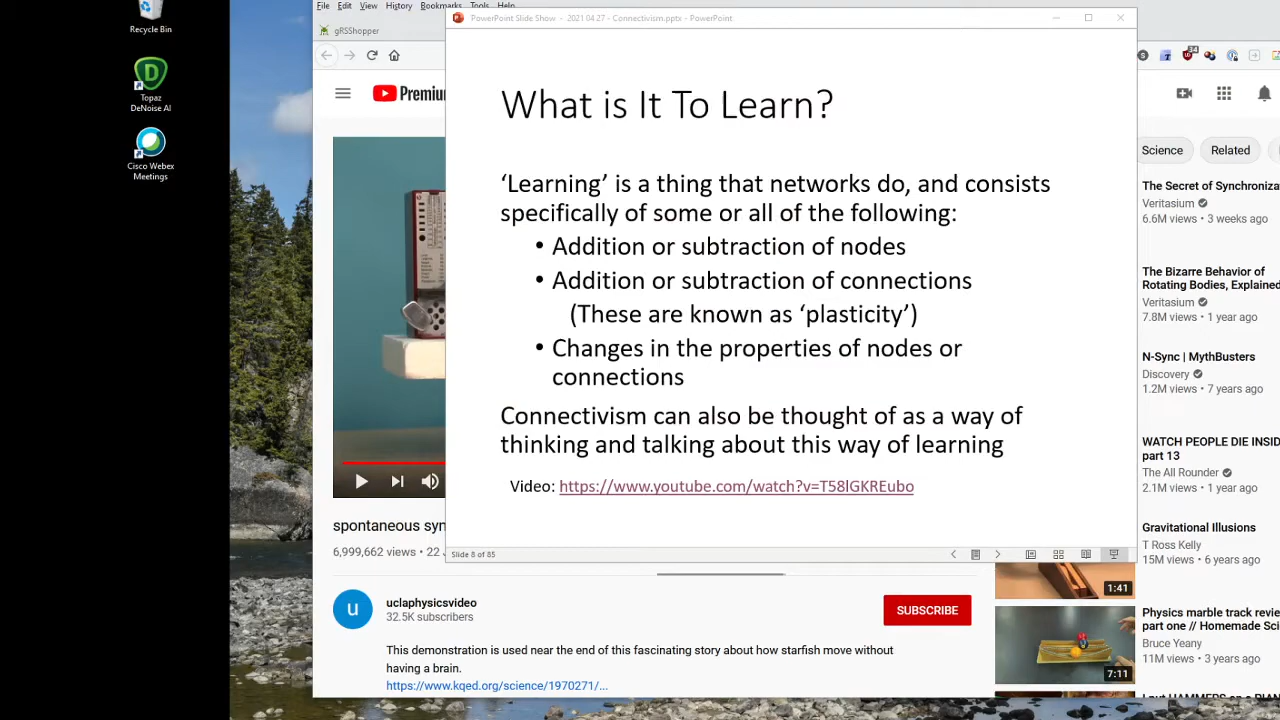 Recycle Bin
Topaz
DeNoise AI
Cisco Webex
Meetings
File Edit View History Bookmarks Tools Help
gRSShopper
PowerPoint Slide Show - 2021 04 27 - Connectivism.pptx - PowerPoint
Premium
What is It To Learn?
‘Learning’ is a thing that networks do, and consists
specifically of some or all of the following:
• Addition or subtraction of nodes
• Addition or subtraction of connections
(These are known as ‘plasticity’)
• Changes in the properties of nodes or
connections
Connectivism can also be thought of as a way of
thinking and talking about this way of learning
Video: https://www.youtube.com/watch?v=T58lGKREubo
Slide 8 of 85
spontaneous syn
6,999,662 views • 22
u
uclaphysicsvideo
32.5K subscribers
SUBSCRIBE
This demonstration is used near the end of this fascinating story about how starfish move without
having a brain.
https://www.kqed.org/science/1970271/...
Science
Related
The Secret of Synchroniza
Veritasium
6.6M views • 3 weeks ago
The Bizarre Behavior of
Rotating Bodies, Explained
Veritasium
7.8M views • 1 year ago
N-Sync | MythBusters
Discovery
1.2M views • 7 years ago
WATCH PEOPLE DIE INSID
part 13
The All Rounder
2.1M views • 1 year ago
Gravitational Illusions
T Ross Kelly
15M views • 6 years ago
1:41
Physics marble track revie
part one // Homemade Sci
Bruce Yeany
11M views • 3 years ago
7:11